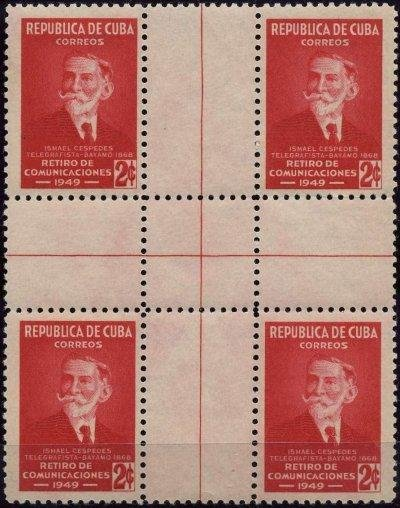 REPUBLICA DE CUBA
CORREOS
ISMAEL CESPEDES
TELEGRAFISTA-BAYAMO 1868
RETIRO DE
COMUNICACIONES 2¢
1949
REPUBLICA DE CUBA
CORREOS
ISMAEL CESPEDES
TELEGRAFISTA-BAYAMO 1868
RETIRO DE
COMUNICACIONES 2¢
1949
REPUBLICA DE CUBA
CORREOS
ISMAEL CESPEDES
TELEGRAFISTA-BAYAMO 1868
RETIRO DE
COMUNICACIONES 2¢
1949
REPUBLICA DE CUBA
CORREOS
ISMAEL CESPEDES
TELEGRAFISTA-BAYAMO 1868
RETIRO DE
COMUNICACIONES 2¢
1949